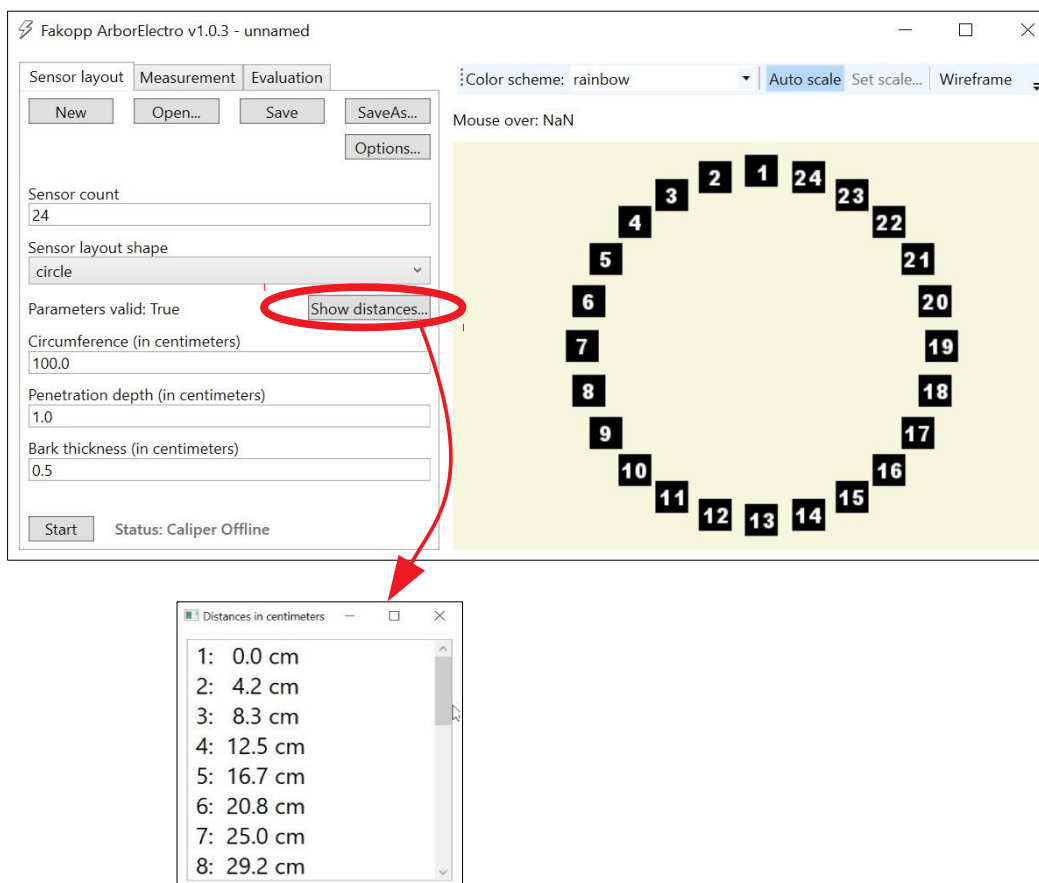 Fakopp ArborElectro v1.0.3 - unnamed
Sensor layout Measurement Evaluation
New Open... Save SaveAs...
Options...
Sensor count
24
Sensor layout shape
circle
Parameters valid: True Show distances...
Circumference (in centimeters)
100.0
Penetration depth (in centimeters)
1.0
Bark thickness (in centimeters)
0.5
Start Status: Caliper Offline
Color scheme: rainbow Auto scale Set scale... Wireframe
Mouse over: NaN
1
2 24
3 23
4 22
5 21
6 20
7 19
8 18
9 17
10 16
11 15
12 13 14
Distances in centimeters
1: 0.0 cm
2: 4.2 cm
3: 8.3 cm
4: 12.5 cm
5: 16.7 cm
6: 20.8 cm
7: 25.0 cm
8: 29.2 cm